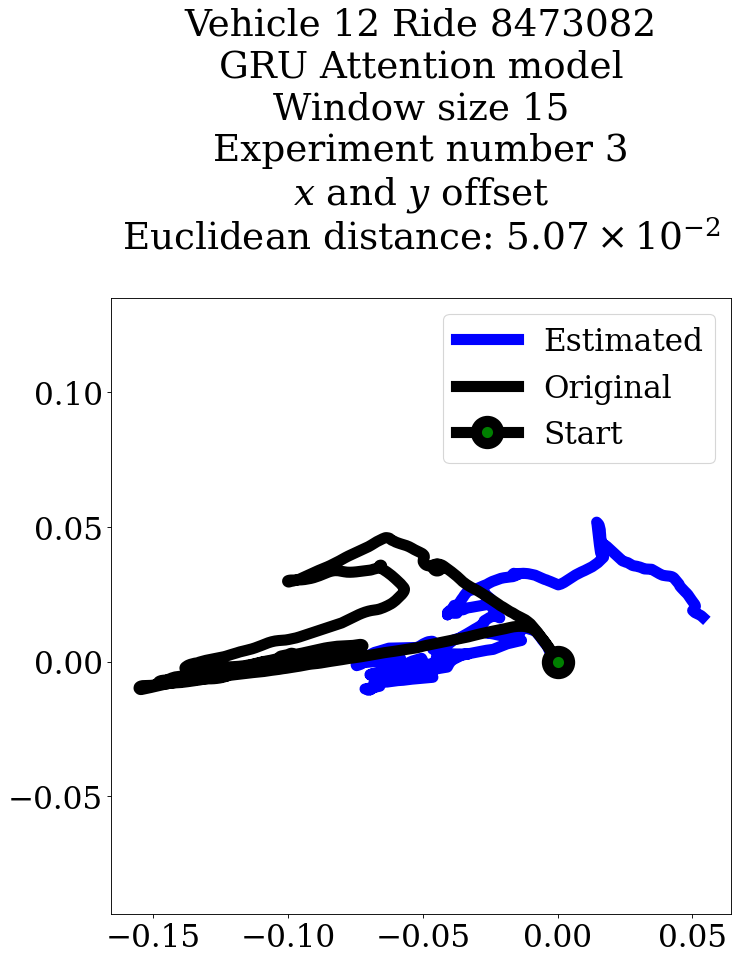 Vehicle 12 Ride 8473082
GRU Attention model
Window size 15
Experiment number 3
x and y offset
Euclidean distance: 5.07 × 10⁻²
Estimated
Original
Start
0.10
0.05
0.00
−0.05
−0.15
−0.10
−0.05
0.00
0.05